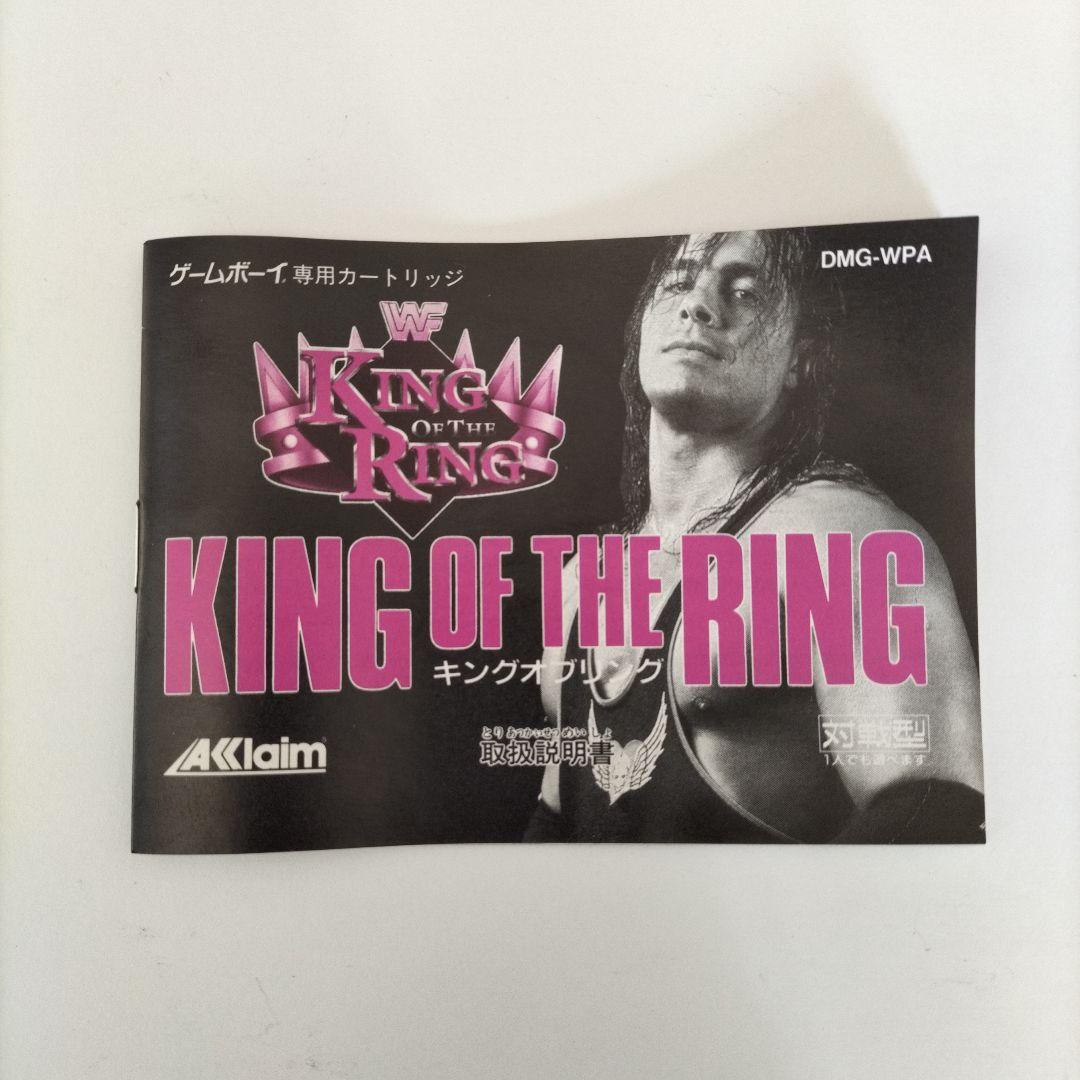 ゲームボーイ専用カートリッジ
DMG-WPA
WF
KING
OF THE
RING
KING OF THE RING
キングオブリング
AKlaim
とりあつかいせつめいしょ
取扱説明書
対戦型
1人でも遊べます